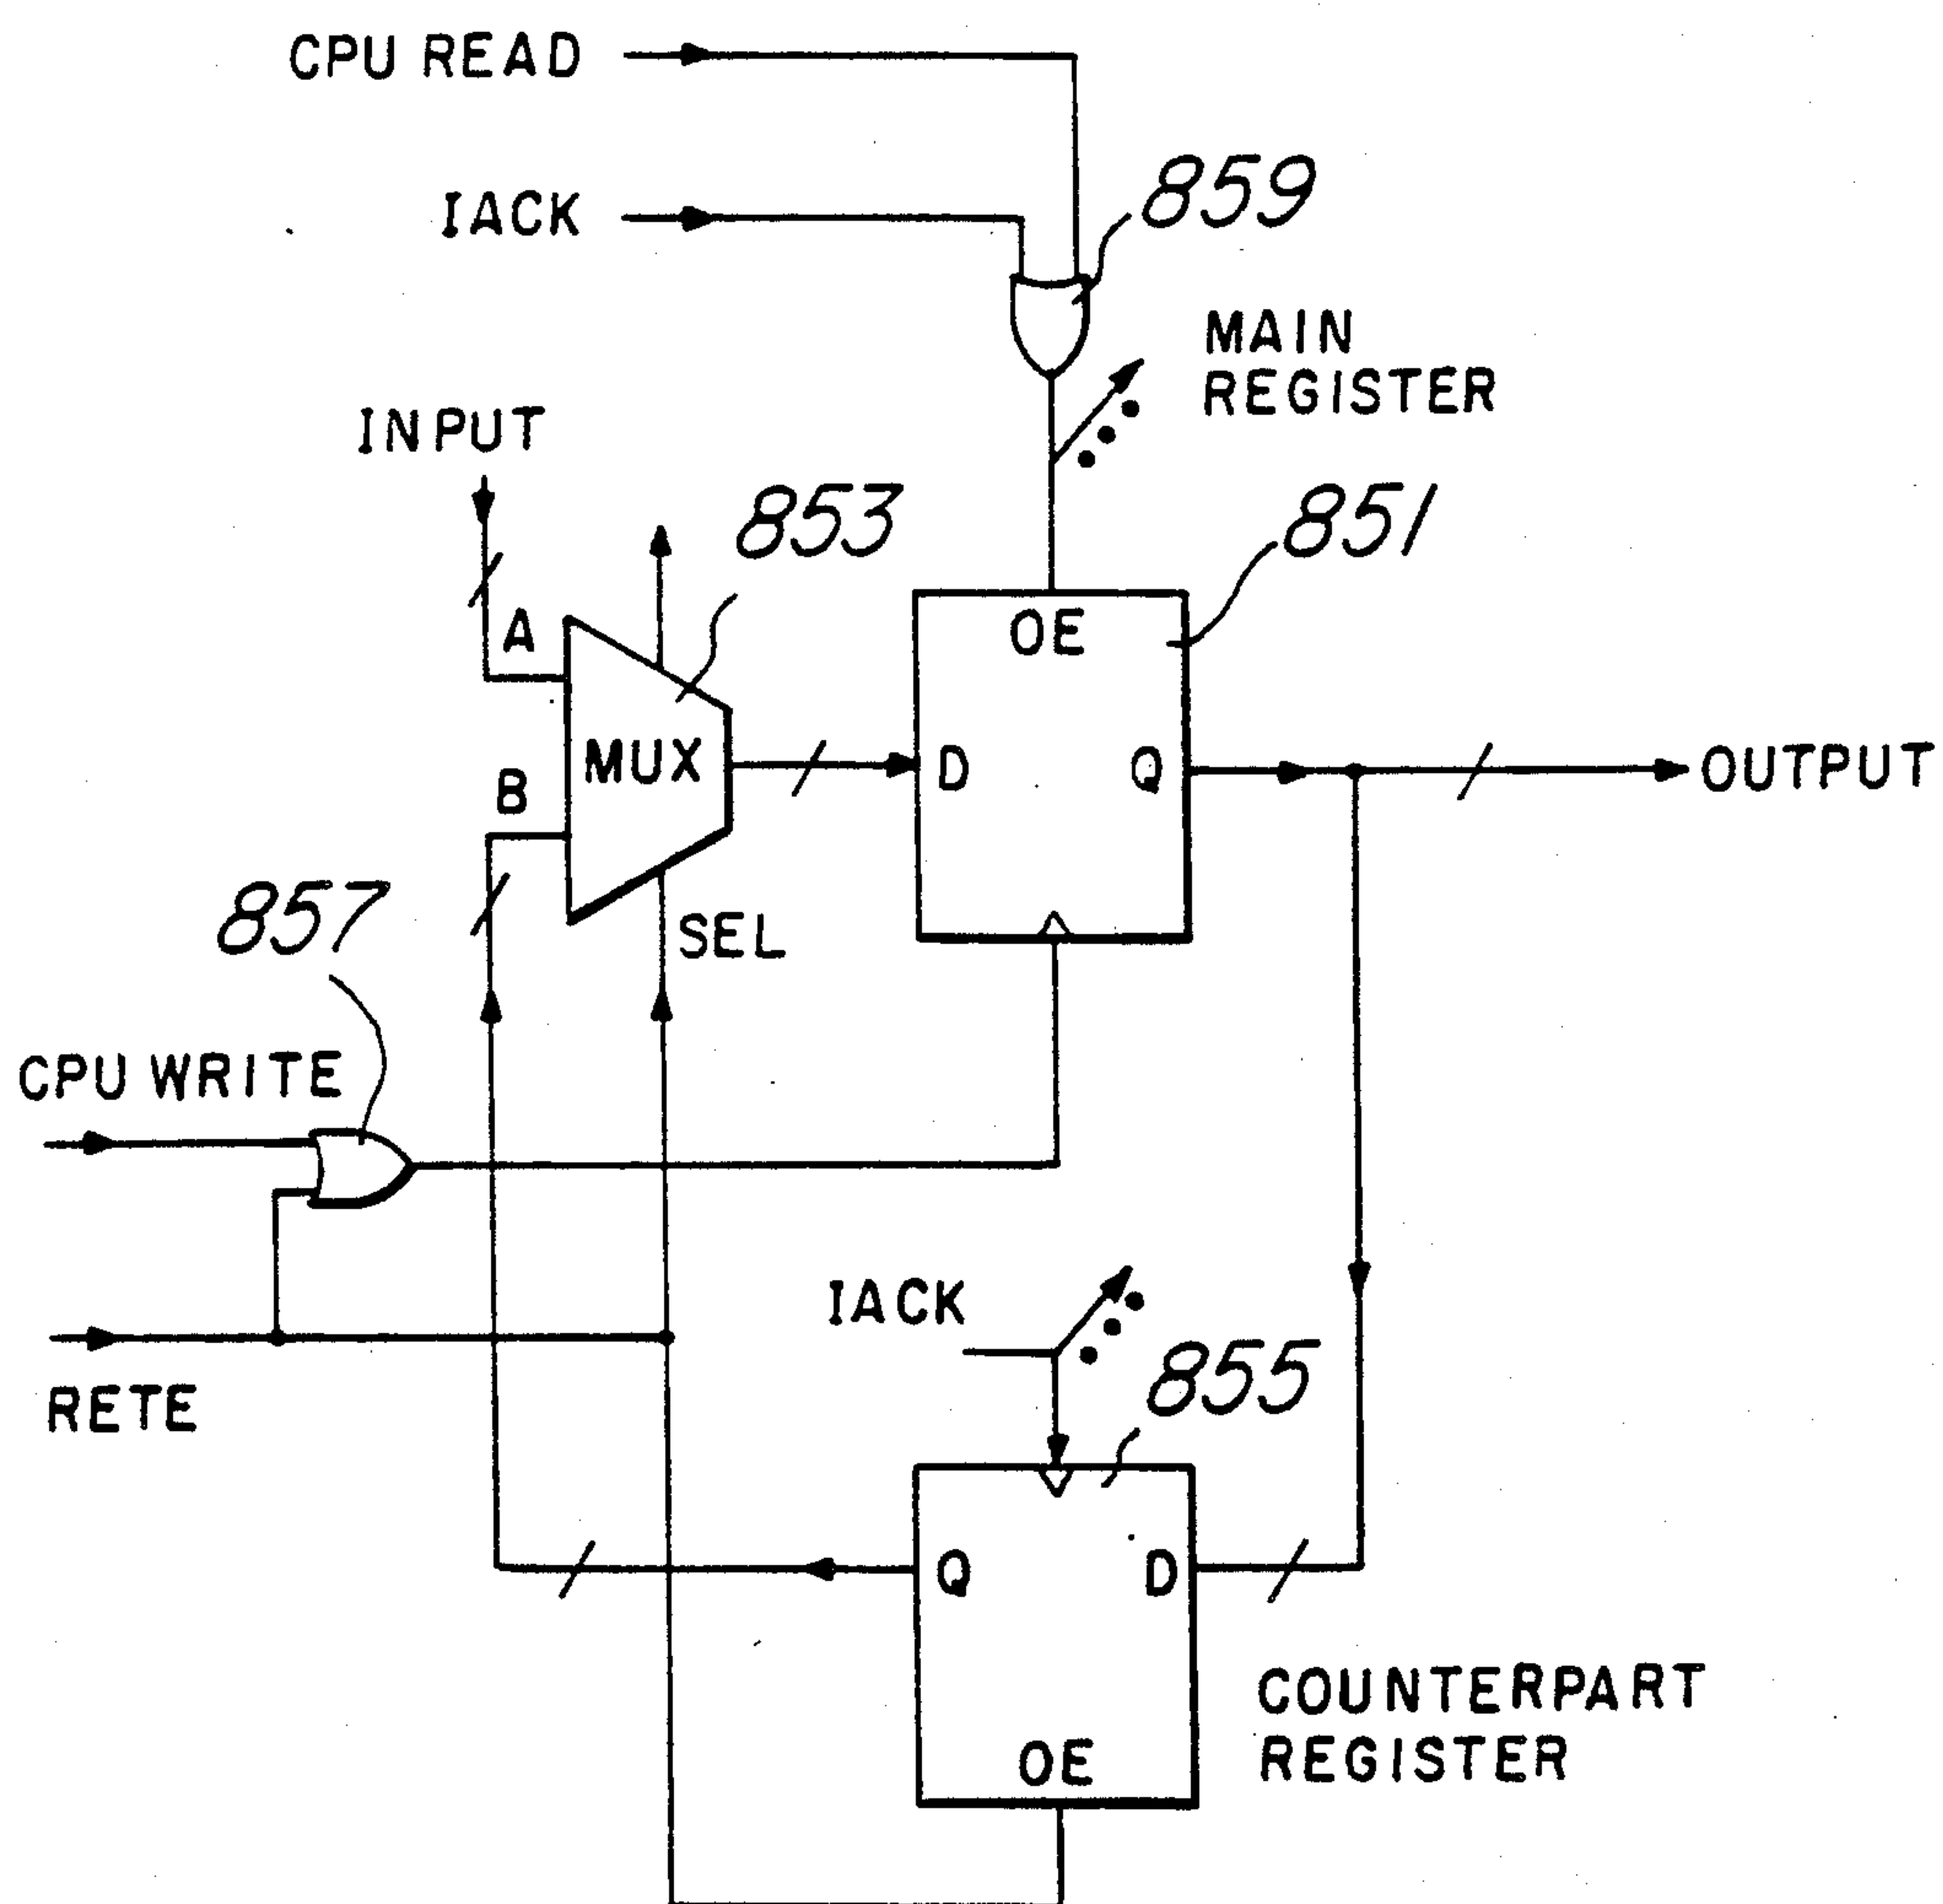 CPU READ
IACK
859
MAIN
REGISTER
INPUT
853
851
A
OE
MUX
D
Q
OUTPUT
B
857
SEL
CPU WRITE
IACK
855
RETE
Q
D
COUNTERPART
REGISTER
OE